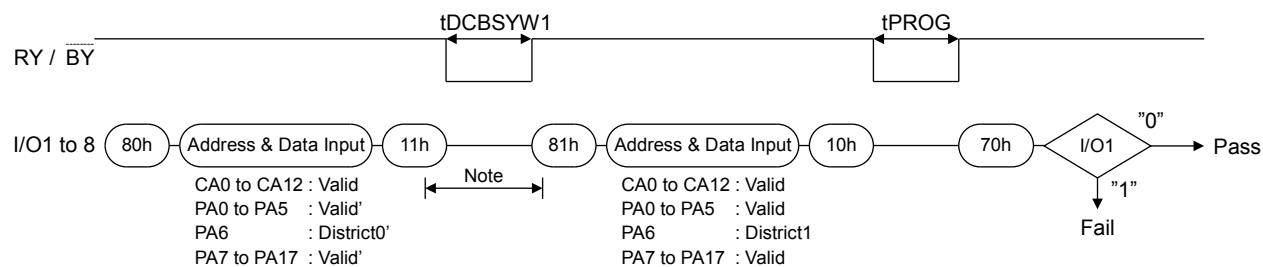 tDCBSYW1
tPROG
RY / BY
I/O1 to 8
80h
Address & Data Input
11h
81h
Address & Data Input
10h
70h
I/O1
”0”
Pass
Note
”1”
Fail
CA0 to CA12 : Valid
PA0 to PA5 : Valid’
PA6 : District0’
PA7 to PA17 : Valid’
CA0 to CA12 : Valid
PA0 to PA5 : Valid
PA6 : District1
PA7 to PA17 : Valid